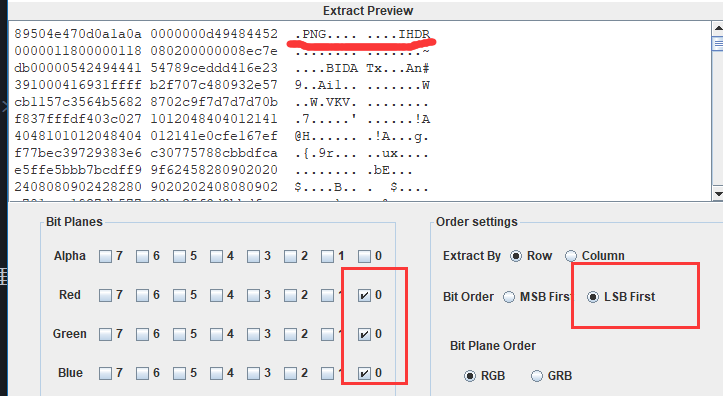 Extract Preview
89504e470d0a1a0a 0000000d49484452 .PNG.... ....IHDR
0000011800000118 080200000008ec7e ........ .......~
db00000542494441 54789ceddd416e23 ....BIDA Tx...An#
391000416931ffff b2f707c480932e57 9..Ai1.. .......W
cb1157c3564b5682 8702c9f7d7d7d70b ..W.VKV. ........
f837fffdf403c027 1012048404012141 .7.....' ......!A
4048101012048404 012141e0cfe167ef @H...... .!A...g.
f77bec39729383e6 c30775788cbbdfca .{.9r... ..ux....
e5ffe5bbb7bcdff9 9f62458280902020 ........ .bE...
2408080902428280 9020202408080902 $....B.. $....
Bit Planes
Alpha 7 6 5 4 3 2 1 0
Red 7 6 5 4 3 2 1 0
Green 7 6 5 4 3 2 1 0
Blue 7 6 5 4 3 2 1 0
Order settings
Extract By Row Column
Bit Order MSB First LSB First
Bit Plane Order
RGB GRB